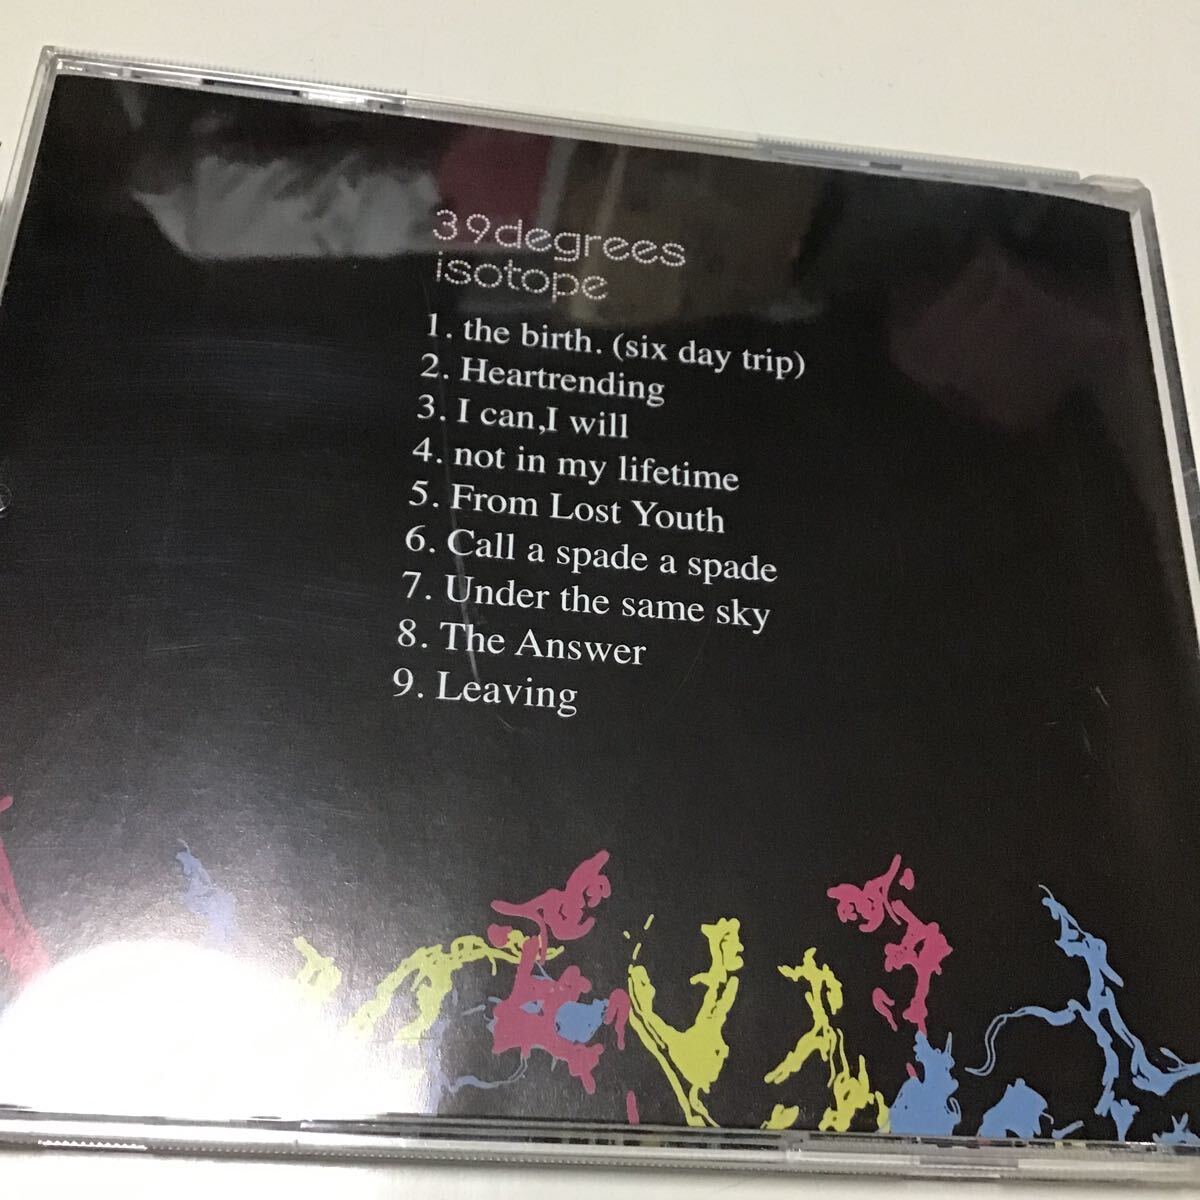 39degrees
isotope
1. the birth. (six day trip)
2. Heartrending
3. I can,I will
4. not in my lifetime
5. From Lost Youth
6. Call a spade a spade
7. Under the same sky
8. The Answer
9. Leaving